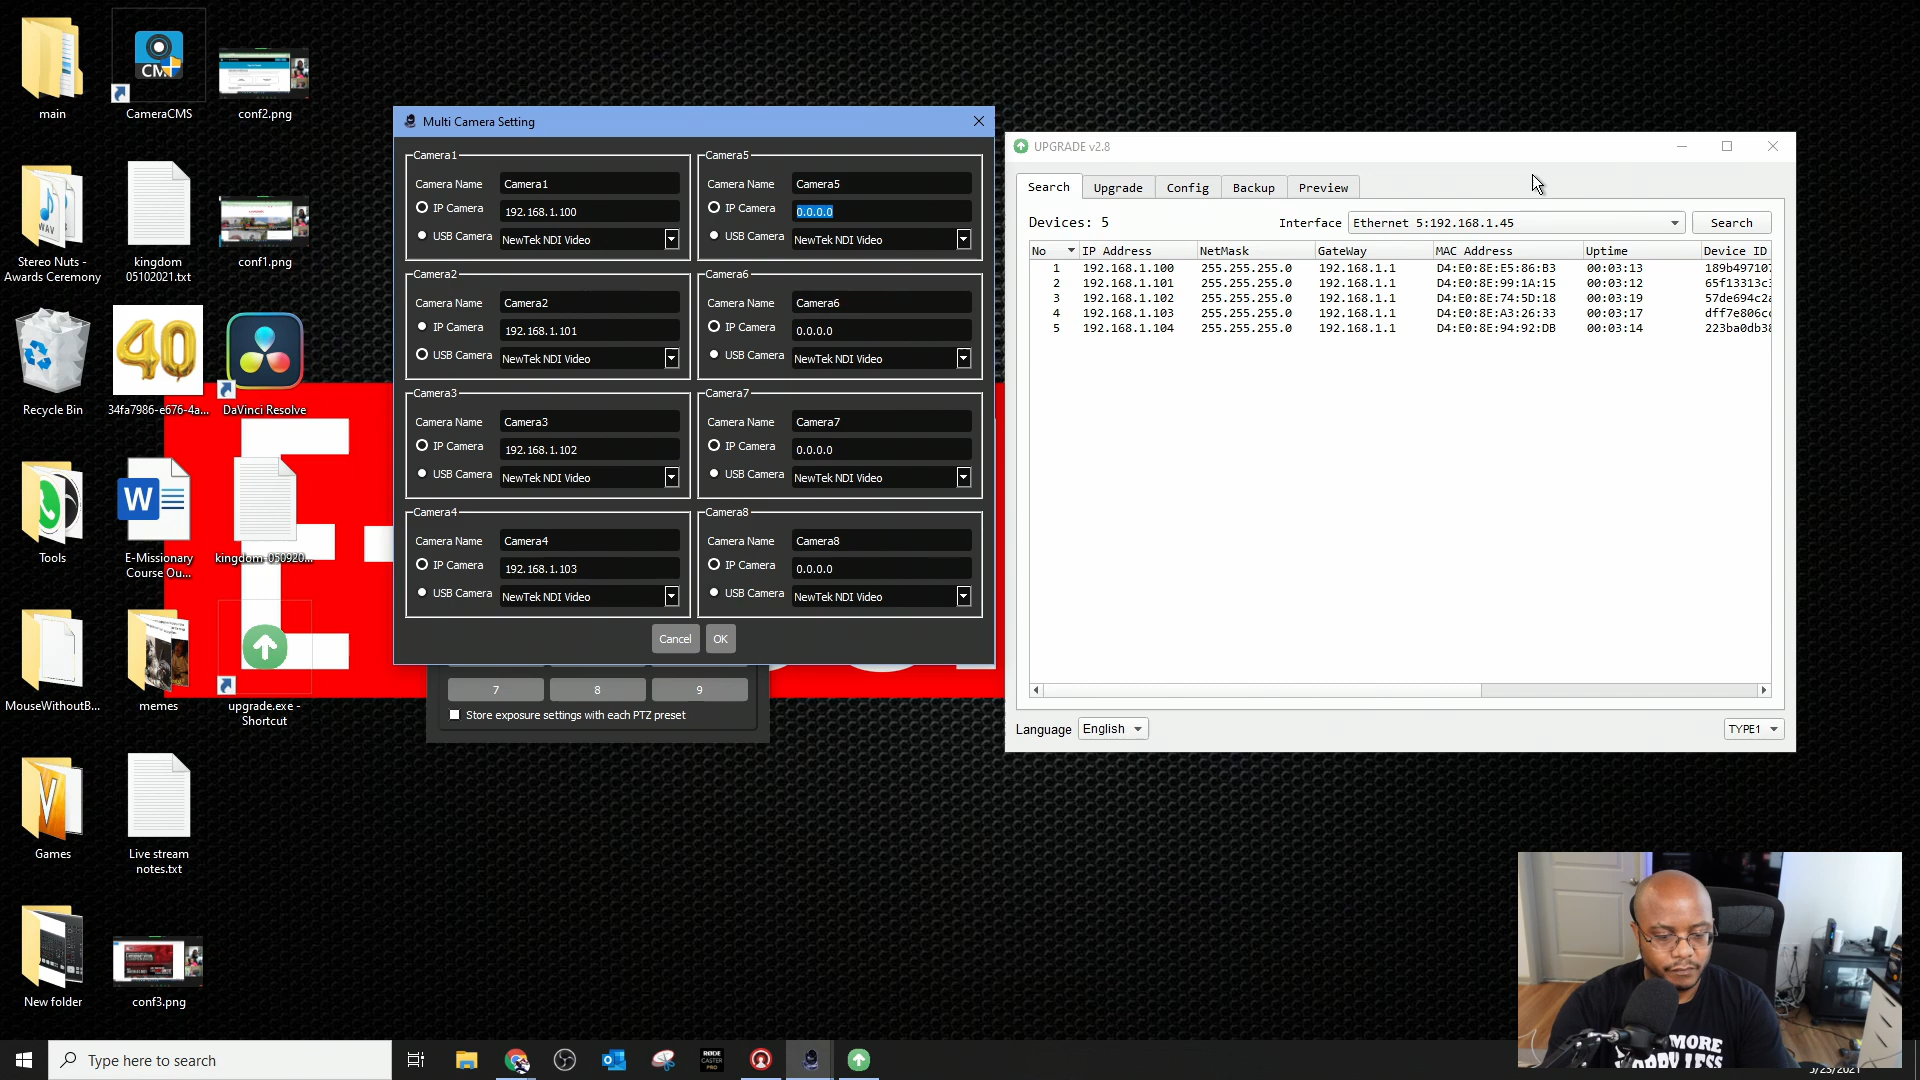 main
CameraCMS
conf2.png
Stereo Nuts -
Awards Ceremony
kingdom
05102021.txt
conf1.png
Recycle Bin
34fa7986-e676-4a...
DaVinci Resolve
Tools
E-Missionary
Course Ou...
kingdom-050920...
MouseWithoutB...
memes
upgrade.exe -
Shortcut
Games
Live stream
notes.txt
New folder
conf3.png
Multi Camera Setting
Camera1
Camera Name Camera1
IP Camera 192.168.1.100
USB Camera NewTek NDI Video
Camera2
Camera Name Camera2
IP Camera 192.168.1.101
USB Camera NewTek NDI Video
Camera3
Camera Name Camera3
IP Camera 192.168.1.102
USB Camera NewTek NDI Video
Camera4
Camera Name Camera4
IP Camera 192.168.1.103
USB Camera NewTek NDI Video
Camera5
Camera Name Camera5
IP Camera 0.0.0.0
USB Camera NewTek NDI Video
Camera6
Camera Name Camera6
IP Camera 0.0.0.0
USB Camera NewTek NDI Video
Camera7
Camera Name Camera7
IP Camera 0.0.0.0
USB Camera NewTek NDI Video
Camera8
Camera Name Camera8
IP Camera 0.0.0.0
USB Camera NewTek NDI Video
Cancel OK
7 8 9
Store exposure settings with each PTZ preset
UPGRADE v2.8
Search Upgrade Config Backup Preview
Devices: 5 Interface Ethernet 5:192.168.1.45 Search
No IP Address NetMask GateWay MAC Address Uptime Device ID
1 192.168.1.100 255.255.255.0 192.168.1.1 D4:E0:8E:E5:86:B3 00:03:13 189b497107
2 192.168.1.101 255.255.255.0 192.168.1.1 D4:E0:8E:99:1A:15 00:03:12 65f13313c
3 192.168.1.102 255.255.255.0 192.168.1.1 D4:E0:8E:74:5D:18 00:03:19 57de694c2
4 192.168.1.103 255.255.255.0 192.168.1.1 D4:E0:8E:A3:26:33 00:03:17 dff7e806c
5 192.168.1.104 255.255.255.0 192.168.1.1 D4:E0:8E:94:92:DB 00:03:14 223ba0db3
Language English TYPE1
MORE
Type here to search
RØDE
CASTER
PRO
5/23/2021